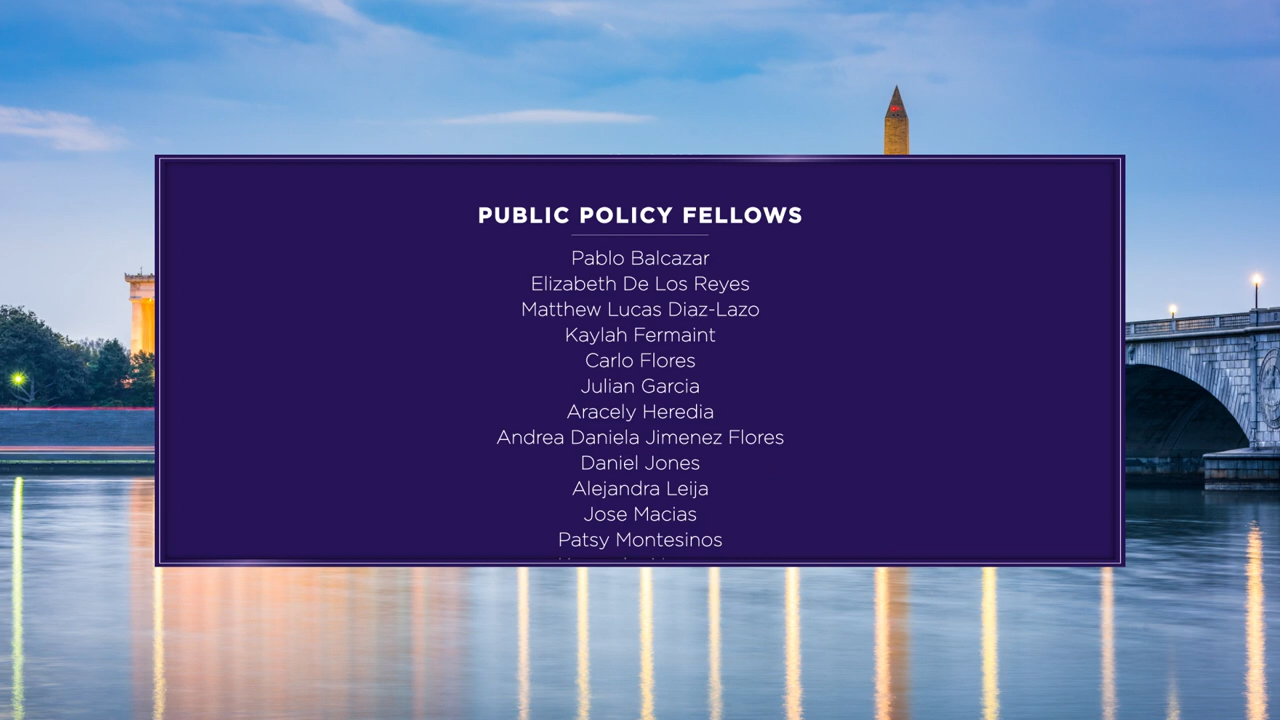 PUBLIC POLICY FELLOWS
Pablo Balcazar
Elizabeth De Los Reyes
Matthew Lucas Diaz-Lazo
Kaylah Fermaint
Carlo Flores
Julian Garcia
Aracely Heredia
Andrea Daniela Jimenez Flores
Daniel Jones
Alejandra Leija
Jose Macias
Patsy Montesinos